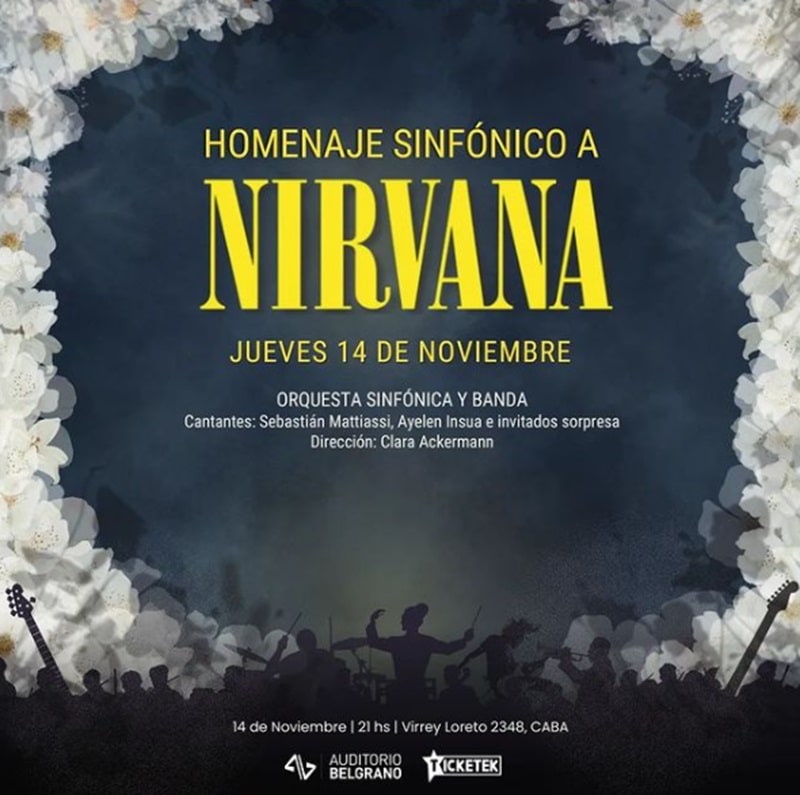 HOMENAJE SINFÓNICO A
NIRVANA
JUEVES 14 DE NOVIEMBRE
ORQUESTA SINFÓNICA Y BANDA
Cantantes: Sebastián Mattiassi, Ayelen Insua e invitados sorpresa
Dirección: Clara Ackermann
14 de Noviembre | 21 hs | Virrey Loreto 2348, CABA
AUDITORIO
BELGRANO
TICKETEK